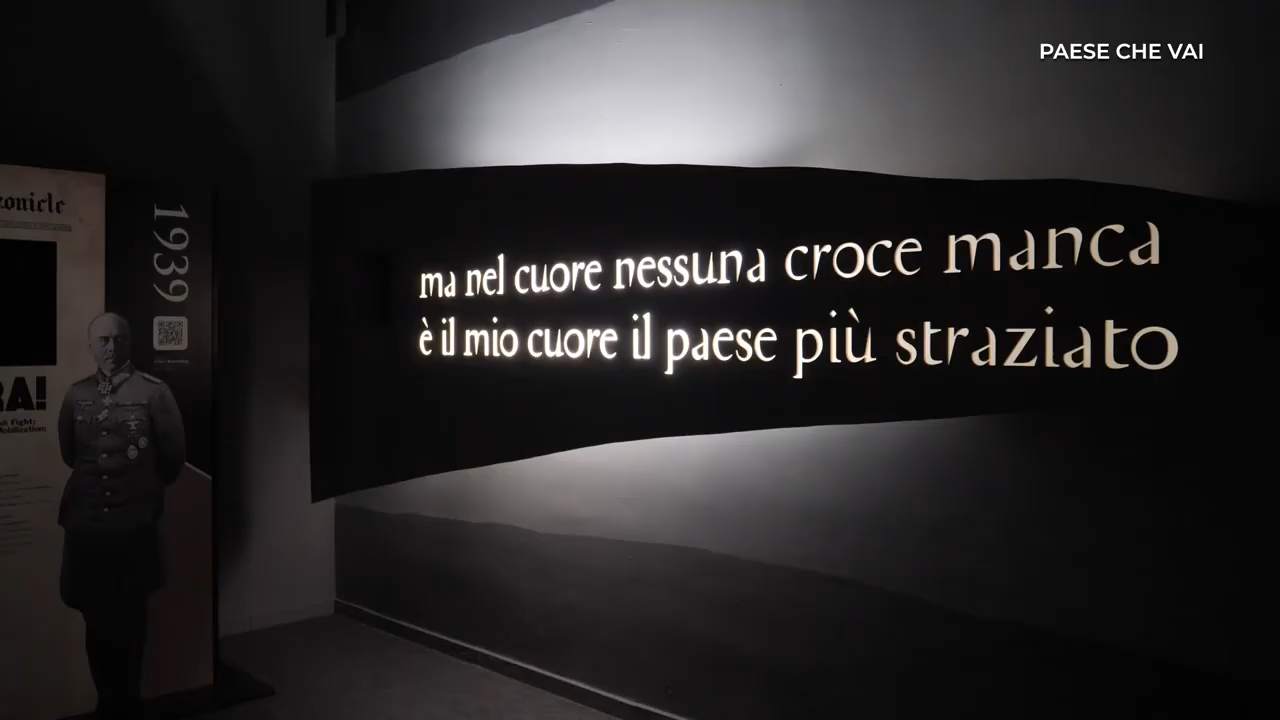 PAESE CHE VAI
ma nel cuore nessuna croce manca
è il mio cuore il paese più straziato
1939